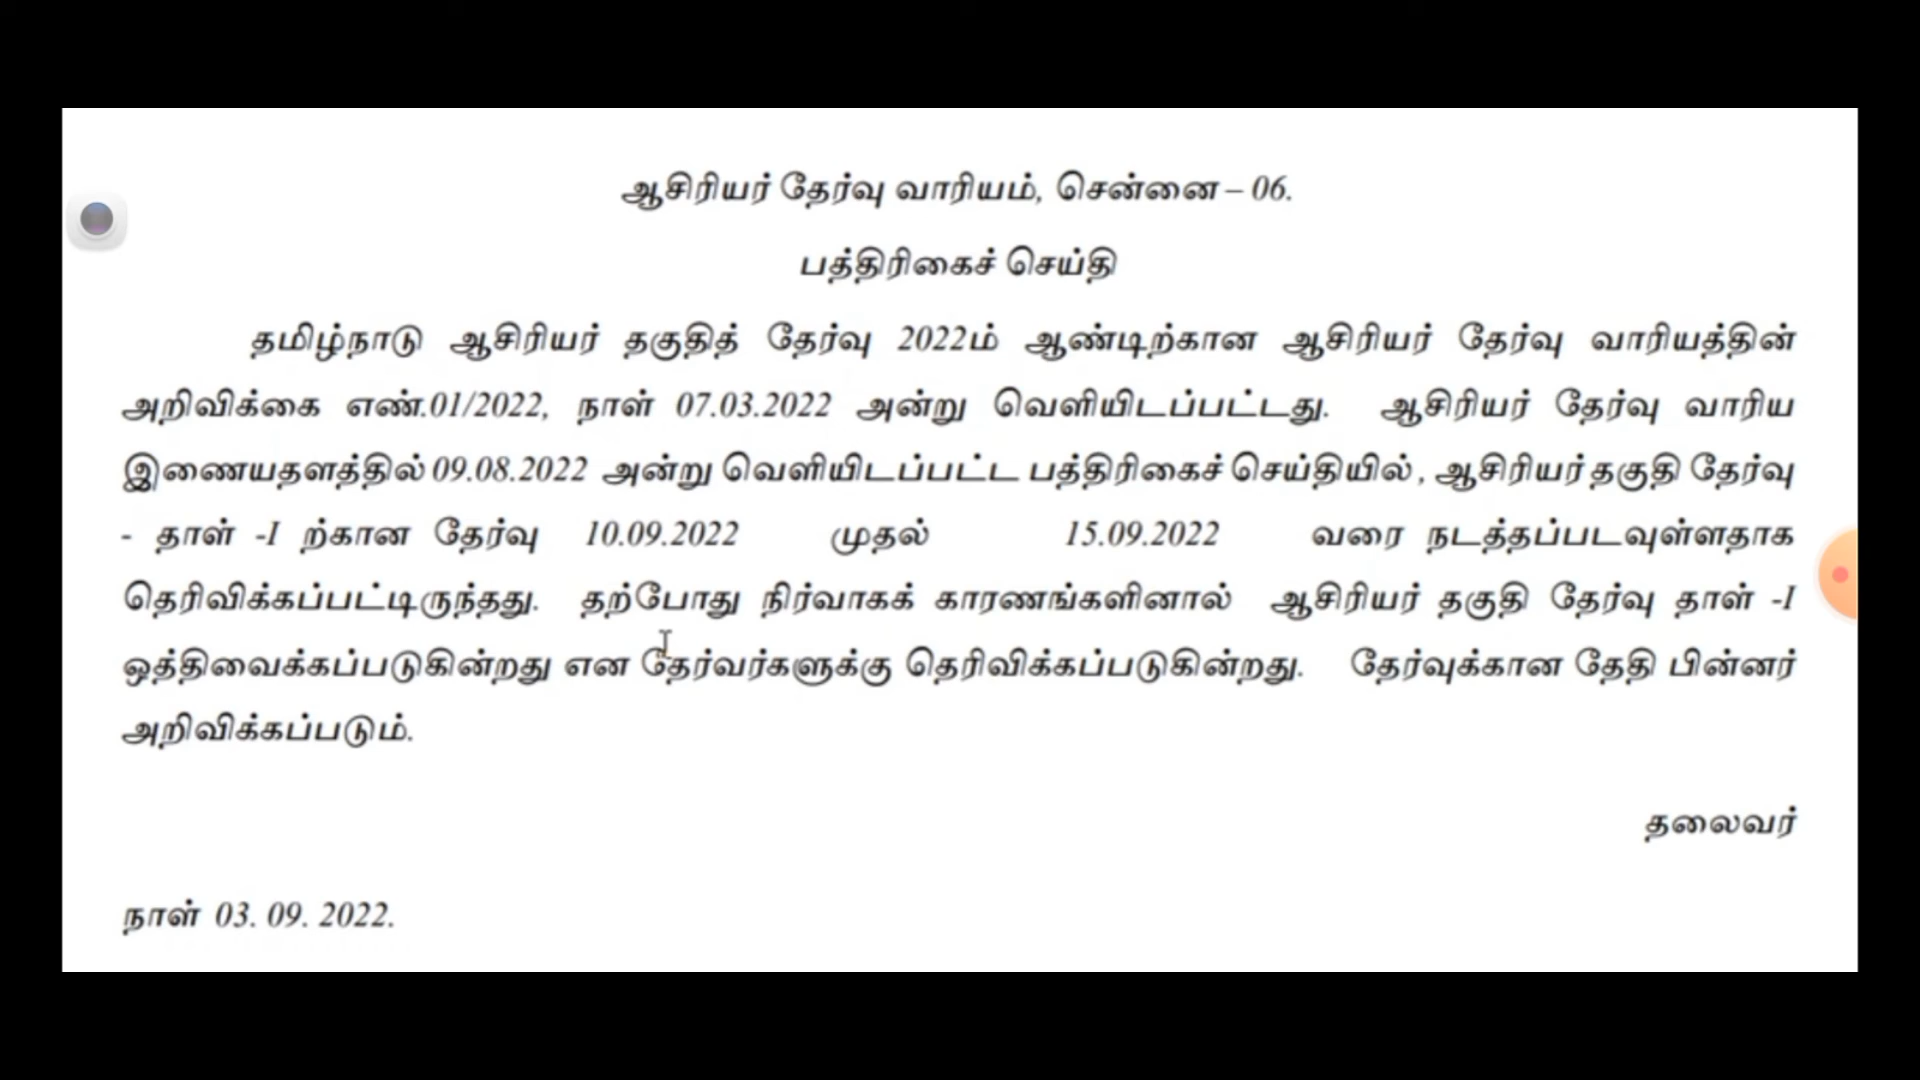 ஆசிரியர் தேர்வு வாரியம், சென்னை – 06.
பத்திரிகைச் செய்தி
தமிழ்நாடு ஆசிரியர் தகுதித் தேர்வு 2022ம் ஆண்டிற்கான ஆசிரியர் தேர்வு வாரியத்தின்
அறிவிக்கை எண்.01/2022, நாள் 07.03.2022 அன்று வெளியிடப்பட்டது. ஆசிரியர் தேர்வு வாரிய
இணையதளத்தில் 09.08.2022 அன்று வெளியிடப்பட்ட பத்திரிகைச் செய்தியில், ஆசிரியர் தகுதி தேர்வு
- தாள் -I ற்கான தேர்வு 10.09.2022 முதல் 15.09.2022 வரை நடத்தப்படவுள்ளதாக
தெரிவிக்கப்பட்டிருந்தது. தற்போது நிர்வாகக் காரணங்களினால் ஆசிரியர் தகுதி தேர்வு தாள் -I
ஒத்திவைக்கப்படுகின்றது என தேர்வர்களுக்கு தெரிவிக்கப்படுகின்றது. தேர்வுக்கான தேதி பின்னர்
அறிவிக்கப்படும்.
தலைவர்
நாள் 03. 09. 2022.